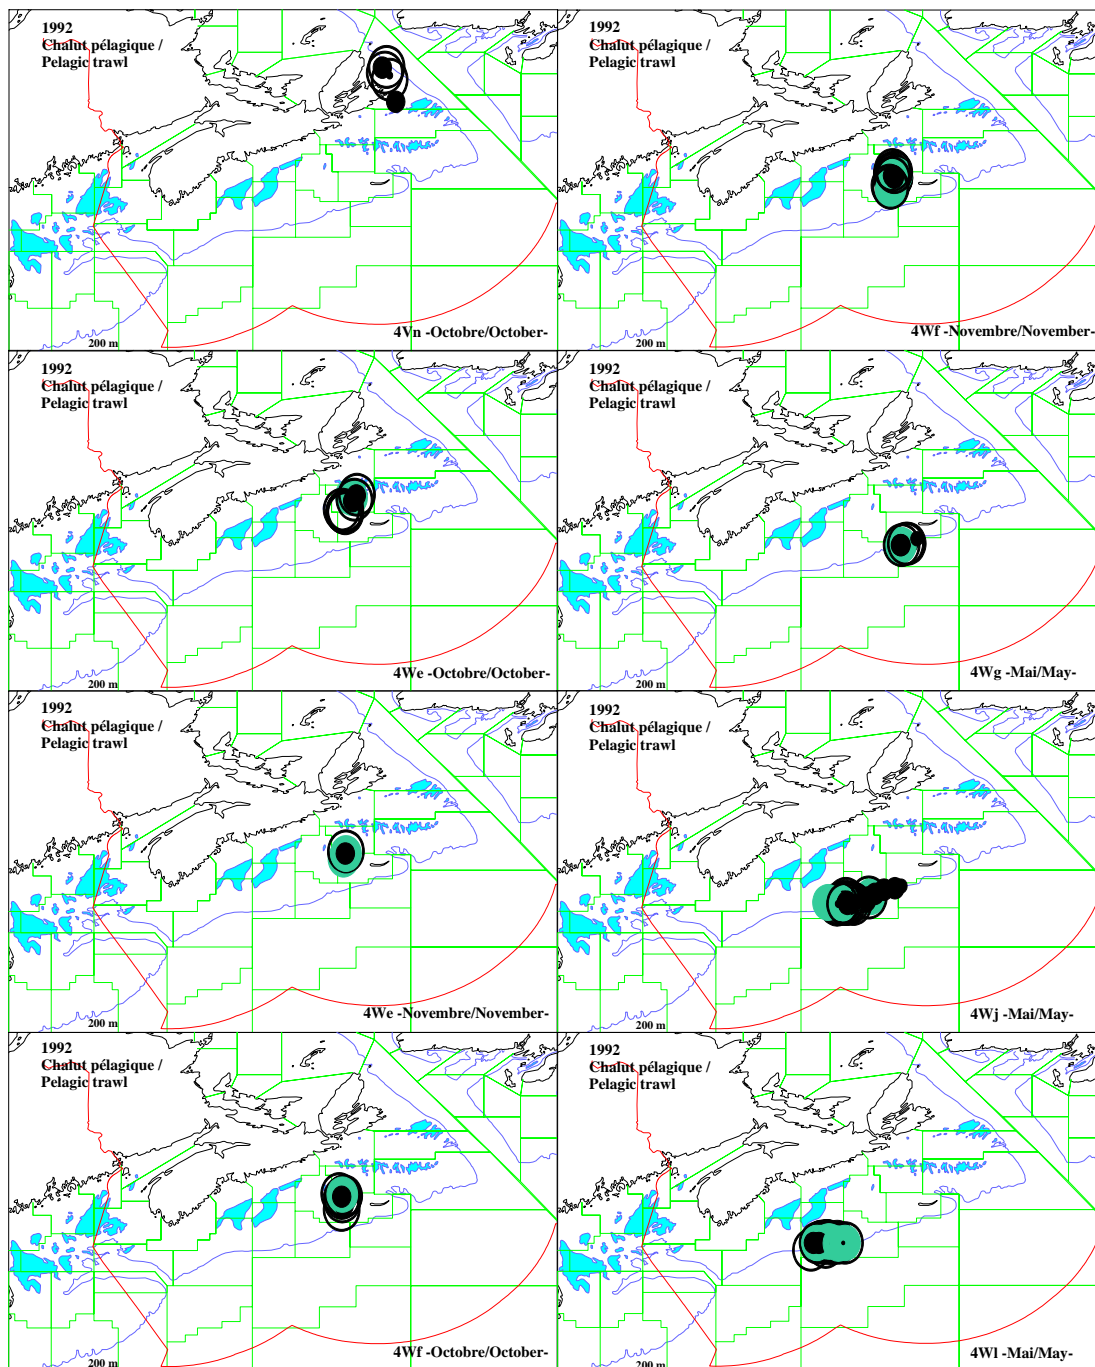 1992
Chalut pélagique /
Pelagic trawl
4Vn -Octobre/October-
200 m
1992
Chalut pélagique /
Pelagic trawl
4Wf -Novembre/November-
200 m
1992
Chalut pélagique /
Pelagic trawl
4We -Octobre/October-
200 m
1992
Chalut pélagique /
Pelagic trawl
4Wg -Mai/May-
200 m
1992
Chalut pélagique /
Pelagic trawl
4We -Novembre/November-
200 m
1992
Chalut pélagique /
Pelagic trawl
4Wj -Mai/May-
200 m
1992
Chalut pélagique /
Pelagic trawl
4Wf -Octobre/October-
200 m
1992
Chalut pélagique /
Pelagic trawl
4Wl -Mai/May-
200 m